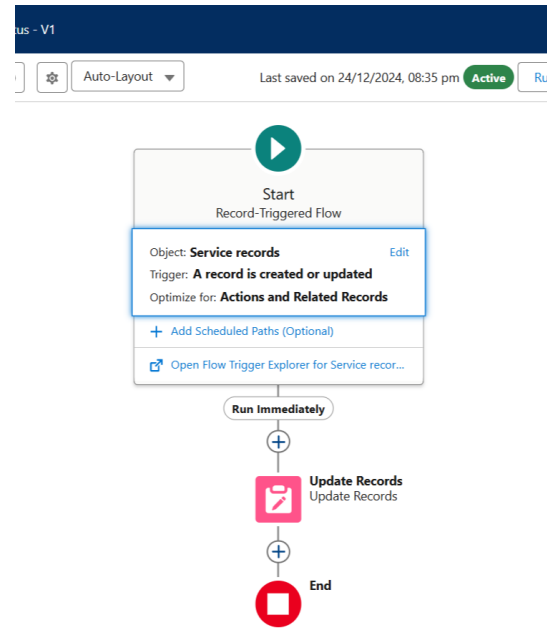 tus - V1
Auto-Layout
Last saved on 24/12/2024, 08:35 pm Active Ru
Start
Record-Triggered Flow
Object: Service records Edit
Trigger: A record is created or updated
Optimize for: Actions and Related Records
+ Add Scheduled Paths (Optional)
Open Flow Trigger Explorer for Service recor...
Run Immediately
Update Records
Update Records
End